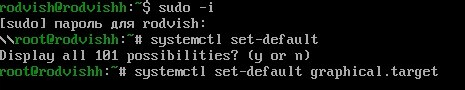 rodvish@rodvishh:~$ sudo -i
[sudo] пароль для rodvish:
\\root@rodvishh:~# systemctl set-default
Display all 101 possibilities? (y or n)
root@rodvishh:~# systemctl set-default graphical.target